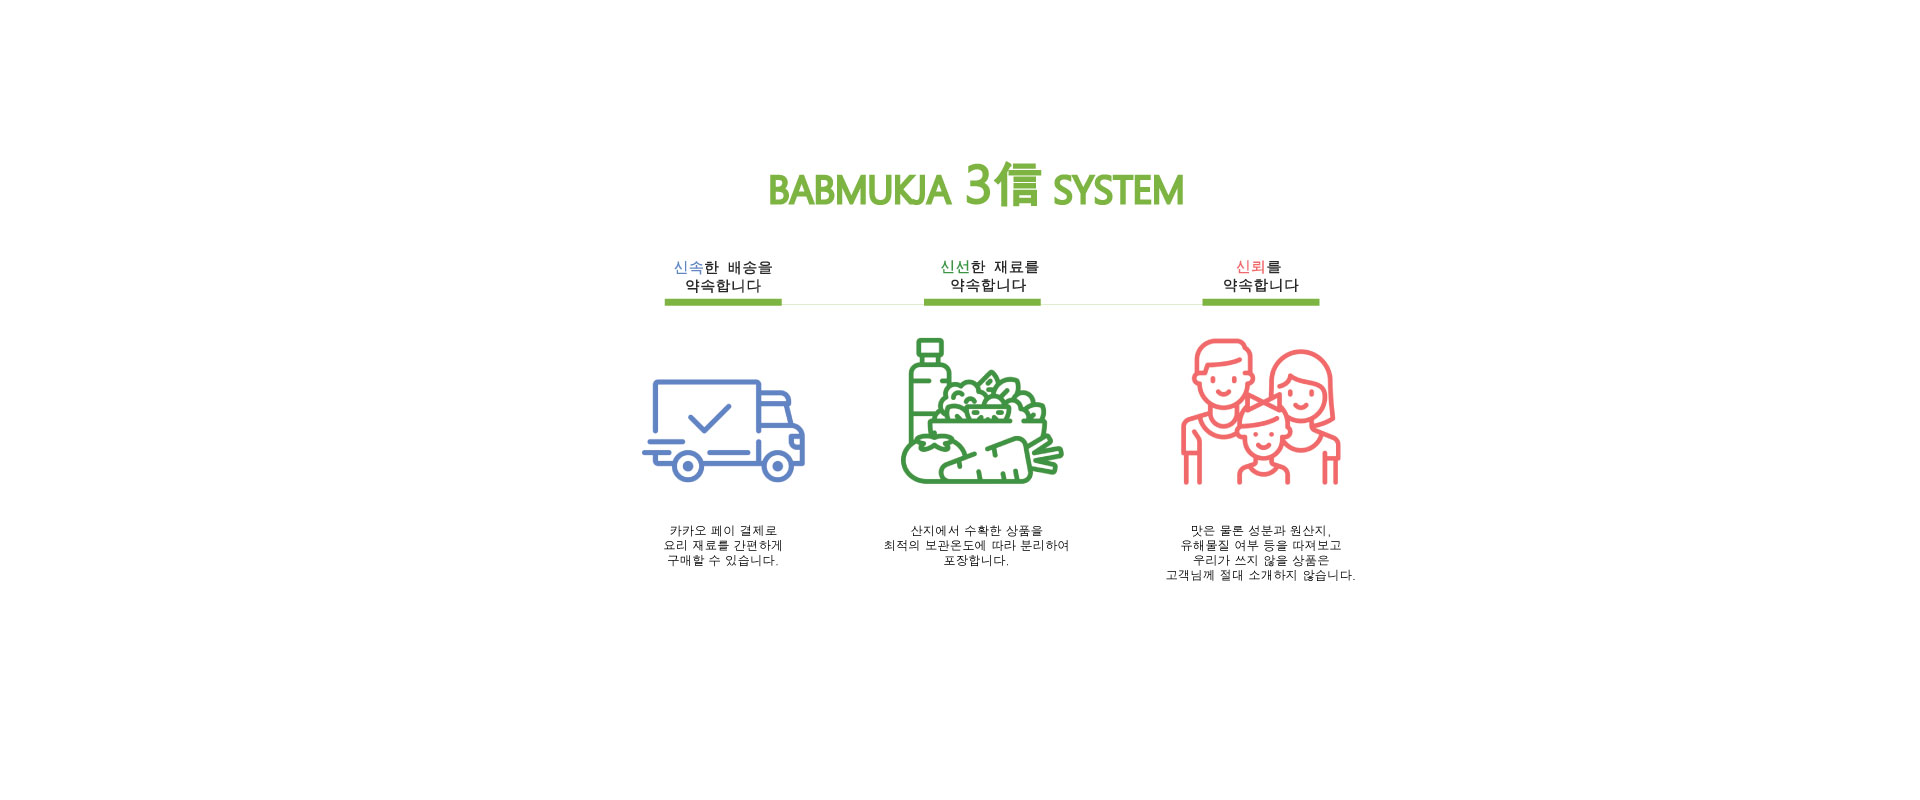 BABMUKJA 3信 SYSTEM
신속한 배송을
약속합니다
신선한 재료를
약속합니다
신뢰를
약속합니다
카카오 페이 결제로
요리 재료를 간편하게
구매할 수 있습니다.
산지에서 수확한 상품을
최적의 보관온도에 따라 분리하여
포장합니다.
맛은 물론 성분과 원산지,
유해물질 여부 등을 따져보고
우리가 쓰지 않을 상품은
고객님께 절대 소개하지 않습니다.